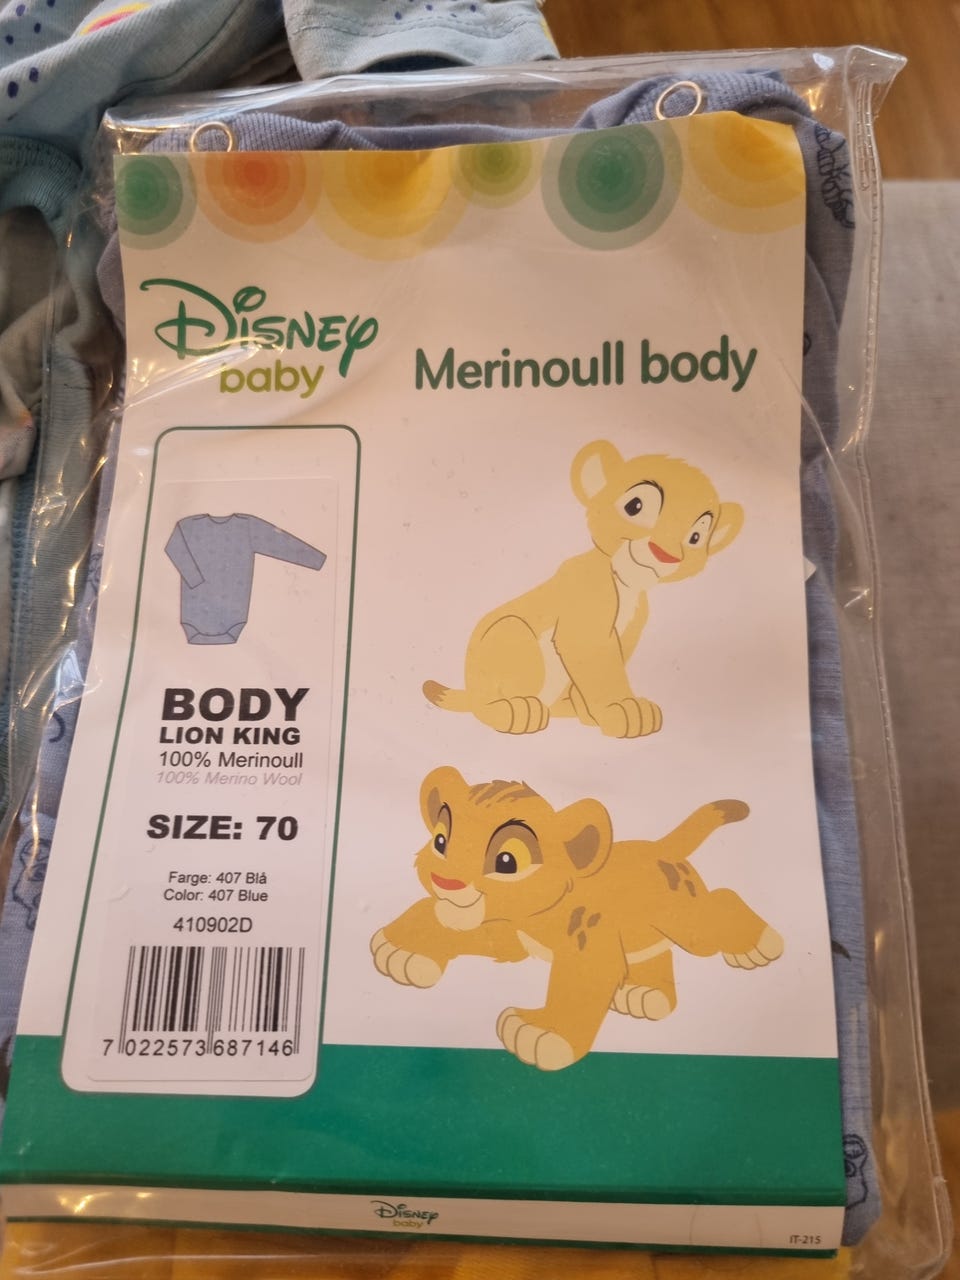 Disney
baby
Merinoull body
BODY
LION KING
100% Merinoull
100% Merino Wool
SIZE: 70
Farge: 407 Blå
Color: 407 Blue
410902D
7 022573 687146
Disney
baby
IT-215